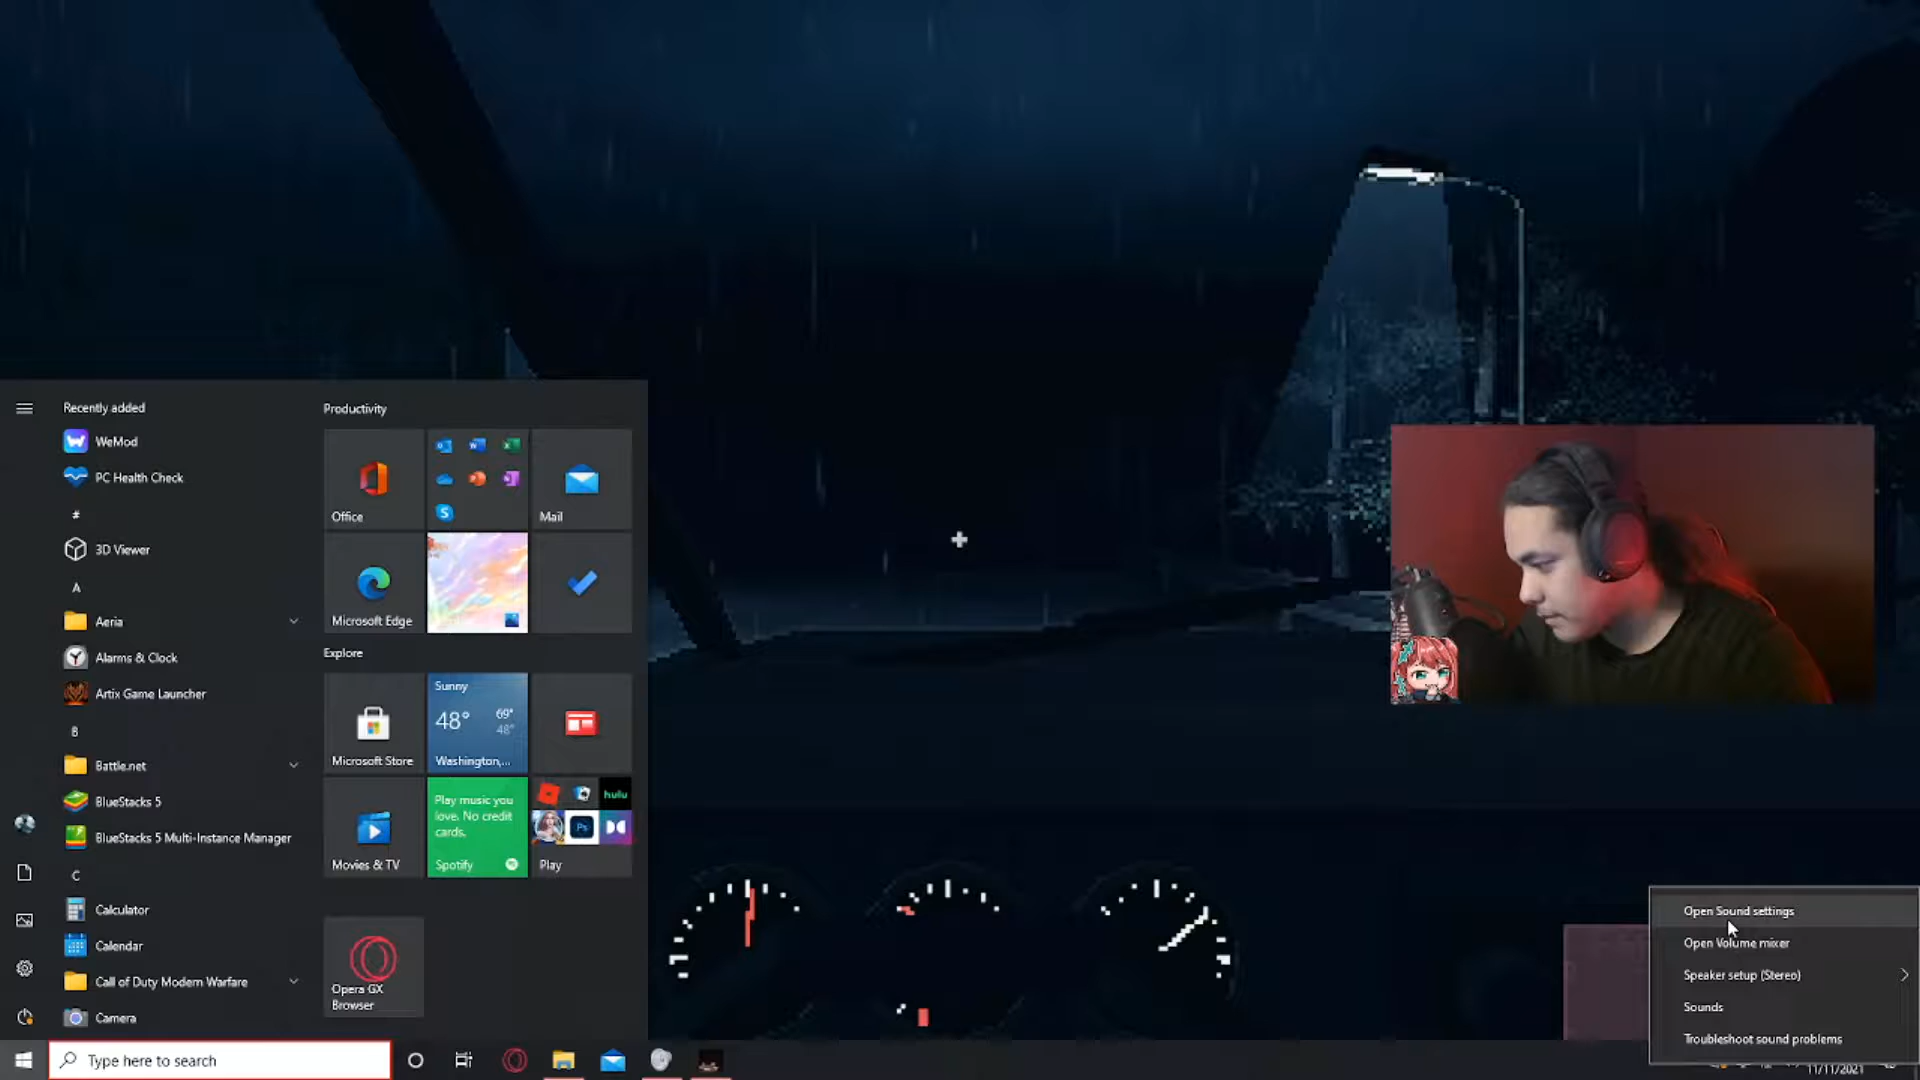 Recently added
WeMod
PC Health Check
#
3D Viewer
A
Aeria
Alarms & Clock
Artix Game Launcher
B
Battle.net
BlueStacks 5
BlueStacks 5 Multi-Instance Manager
C
Calculator
Calendar
Call of Duty Modern Warfare
Camera
Productivity
Office
Mail
Microsoft Edge
Explore
Microsoft Store
Sunny
48° 69°
48°
Washington,...
Movies & TV
Play music you
love. No credit
cards.
Spotify
hulu
Ps
Play
Opera GX
Browser
Open Sound settings
Open Volume mixer
Speaker setup (Stereo)
Sounds
Troubleshoot sound problems
Type here to search
11/11/2021